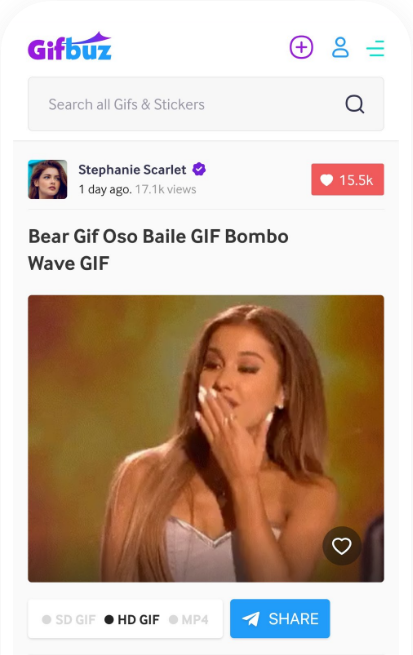 Gifbuz
Search all Gifs & Stickers
Stephanie Scarlet
1 day ago. 17.1k views
15.5k
Bear Gif Oso Baile GIF Bombo
Wave GIF
SD GIF HD GIF MP4
SHARE